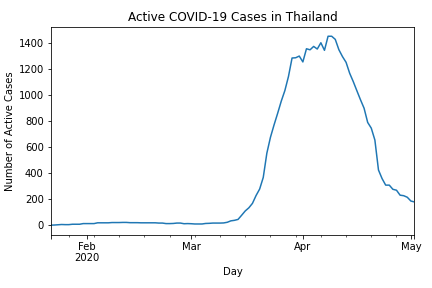 Active COVID-19 Cases in Thailand
Number of Active Cases
1400
1200
1000
800
600
400
200
0
Feb
2020
Mar
Apr
May
Day